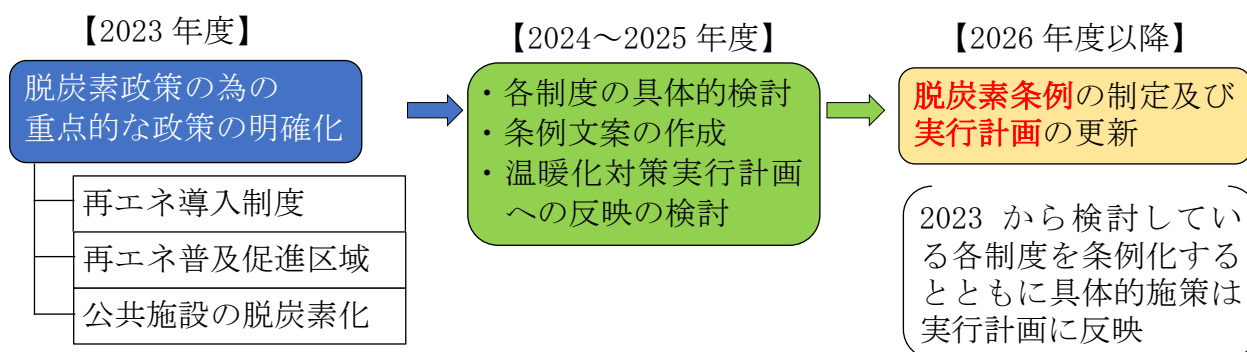 【2023 年度】
脱炭素政策の為の
重点的な政策の明確化
再エネ導入制度
再エネ普及促進区域
公共施設の脱炭素化
【2024～2025 年度】
・各制度の具体的検討
・条例文案の作成
・温暖化対策実行計画
への反映の検討
【2026 年度以降】
脱炭素条例の制定及び
実行計画の更新
2023 から検討してい
る各制度を条例化する
とともに具体的施策は
実行計画に反映